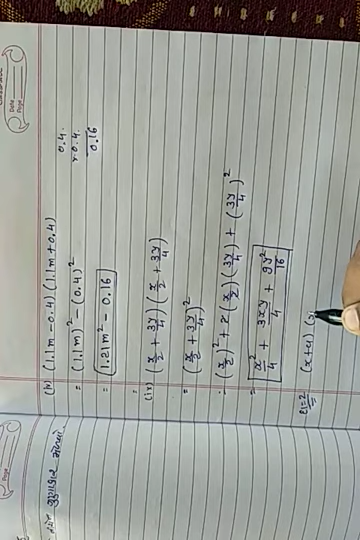 Date
Page
(iv) (1.1m - 0.4) (1.1m + 0.4)
= (1.1m)² - (0.4)²
0.4.
×0.4.
0.16
= 1.21m² - 0.16
=
(ix) (x/2 + 3y/4) (x/2 + 3y/4)
= (x/2 + 3y/4)²
: (x/2)² + 2(x/2)(3y/4) + (3y/4)²
= x²/4 + 3xy/4 + 9y²/16
(x+4) (x
Page